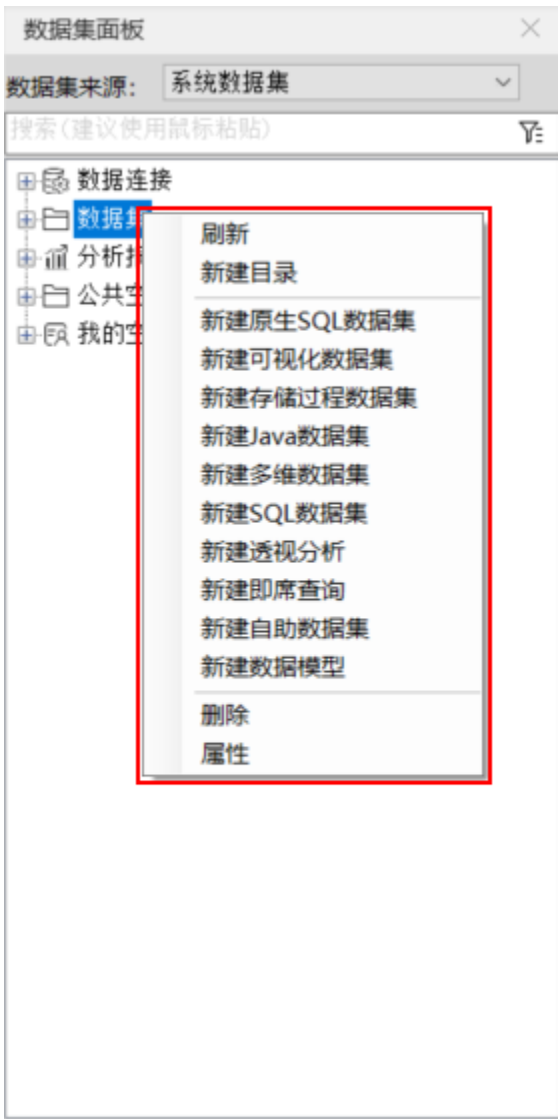 数据集面板
数据集来源: 系统数据集
搜索(建议使用鼠标粘贴)
数据连接
数据集
分析扌
公共空
我的空
刷新
新建目录
新建原生SQL数据集
新建可视化数据集
新建存储过程数据集
新建Java数据集
新建多维数据集
新建SQL数据集
新建透视分析
新建即席查询
新建自助数据集
新建数据模型
删除
属性